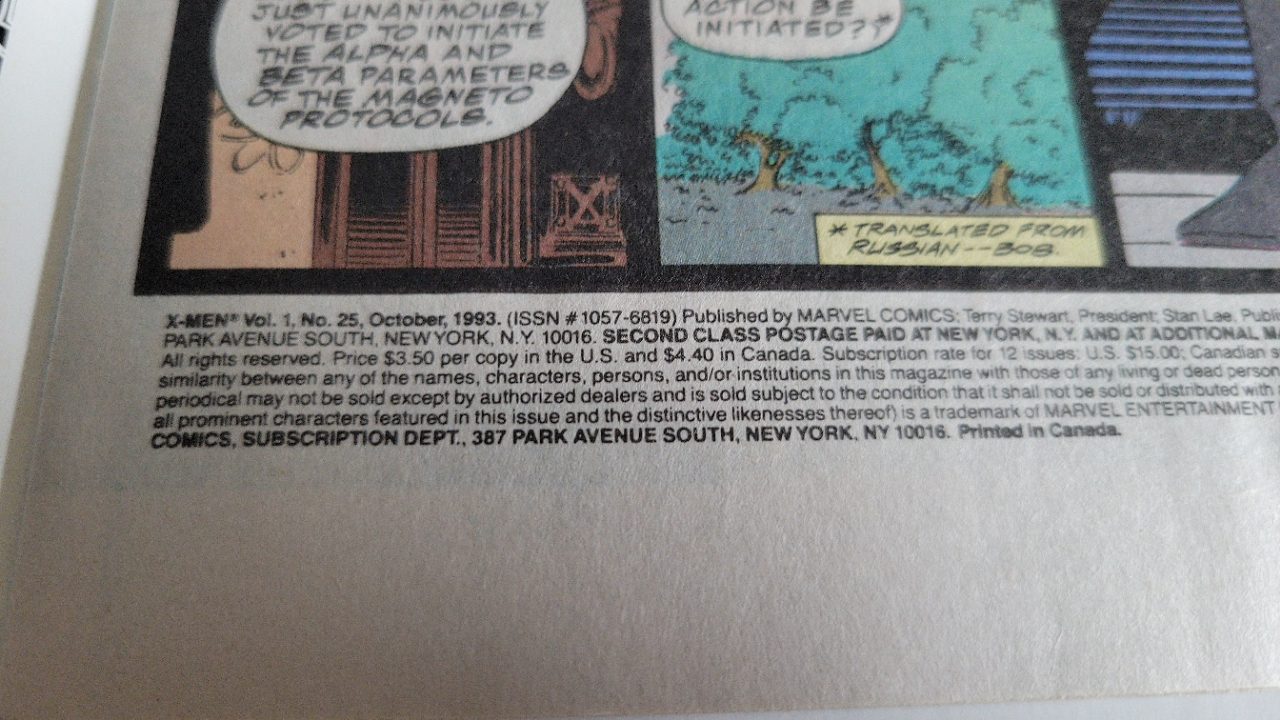 JUST UNANIMOUSLY
VOTED TO INITIATE
THE ALPHA AND
BETA PARAMETERS
OF THE MAGNETO
PROTOCOLS.
ACTION BE
INITIATED?*
X
* TRANSLATED FROM
RUSSIAN--BOB.
X-MEN® Vol. 1, No. 25, October, 1993. (ISSN #1057-6819) Published by MARVEL COMICS; Terry Stewart, President; Stan Lee, Publi
PARK AVENUE SOUTH, NEW YORK, N.Y. 10016. SECOND CLASS POSTAGE PAID AT NEW YORK, N.Y. AND AT ADDITIONAL M
All rights reserved. Price $3.50 per copy in the U.S. and $4.40 in Canada. Subscription rate for 12 issues: U.S. $15.00; Canadian s
similarity between any of the names, characters, persons, and/or institutions in this magazine with those of any living or dead person
periodical may not be sold except by authorized dealers and is sold subject to the condition that it shall not be sold or distributed with
all prominent characters featured in this issue and the distinctive likenesses thereof) is a trademark of MARVEL ENTERTAINMENT
COMICS, SUBSCRIPTION DEPT., 387 PARK AVENUE SOUTH, NEW YORK, NY 10016. Printed in Canada.